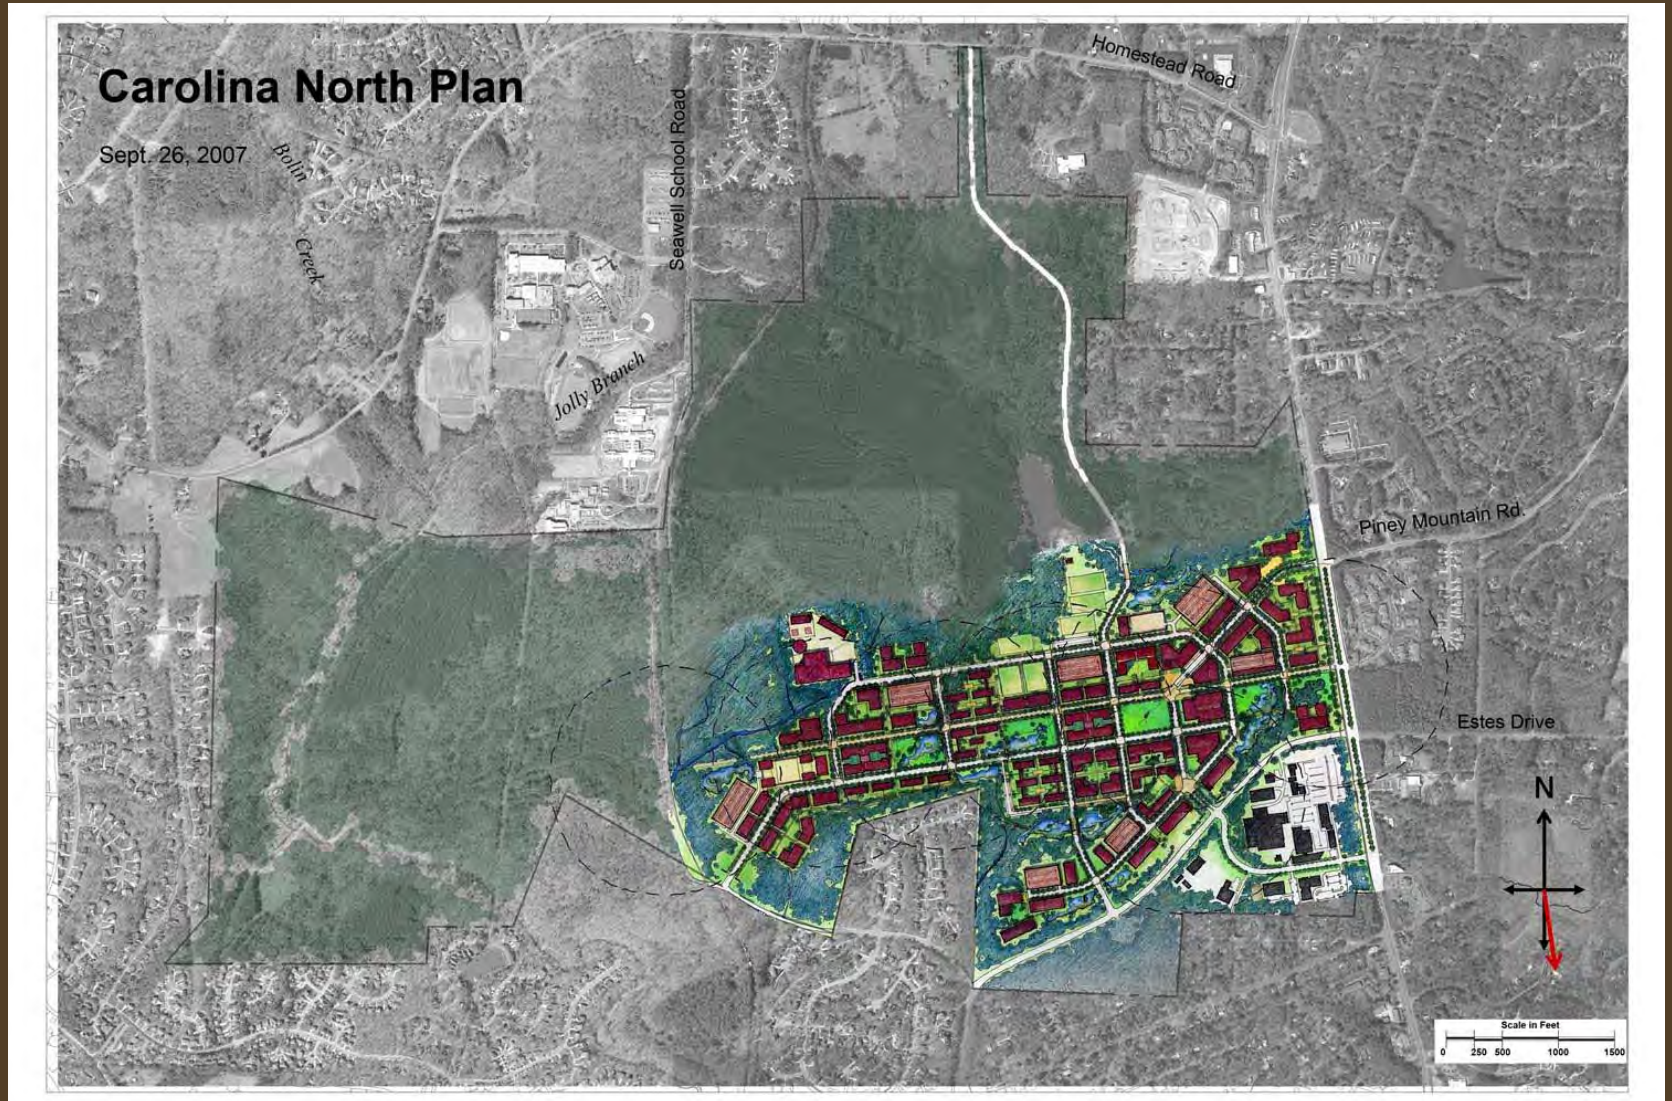 Carolina North Plan
Sept. 26, 2007
Homestead Road
Bolin
Creek
Seawell School Road
Jolly Branch
Piney Mountain Rd.
Estes Drive
N
Scale in Feet
0 250 500 1000 1500